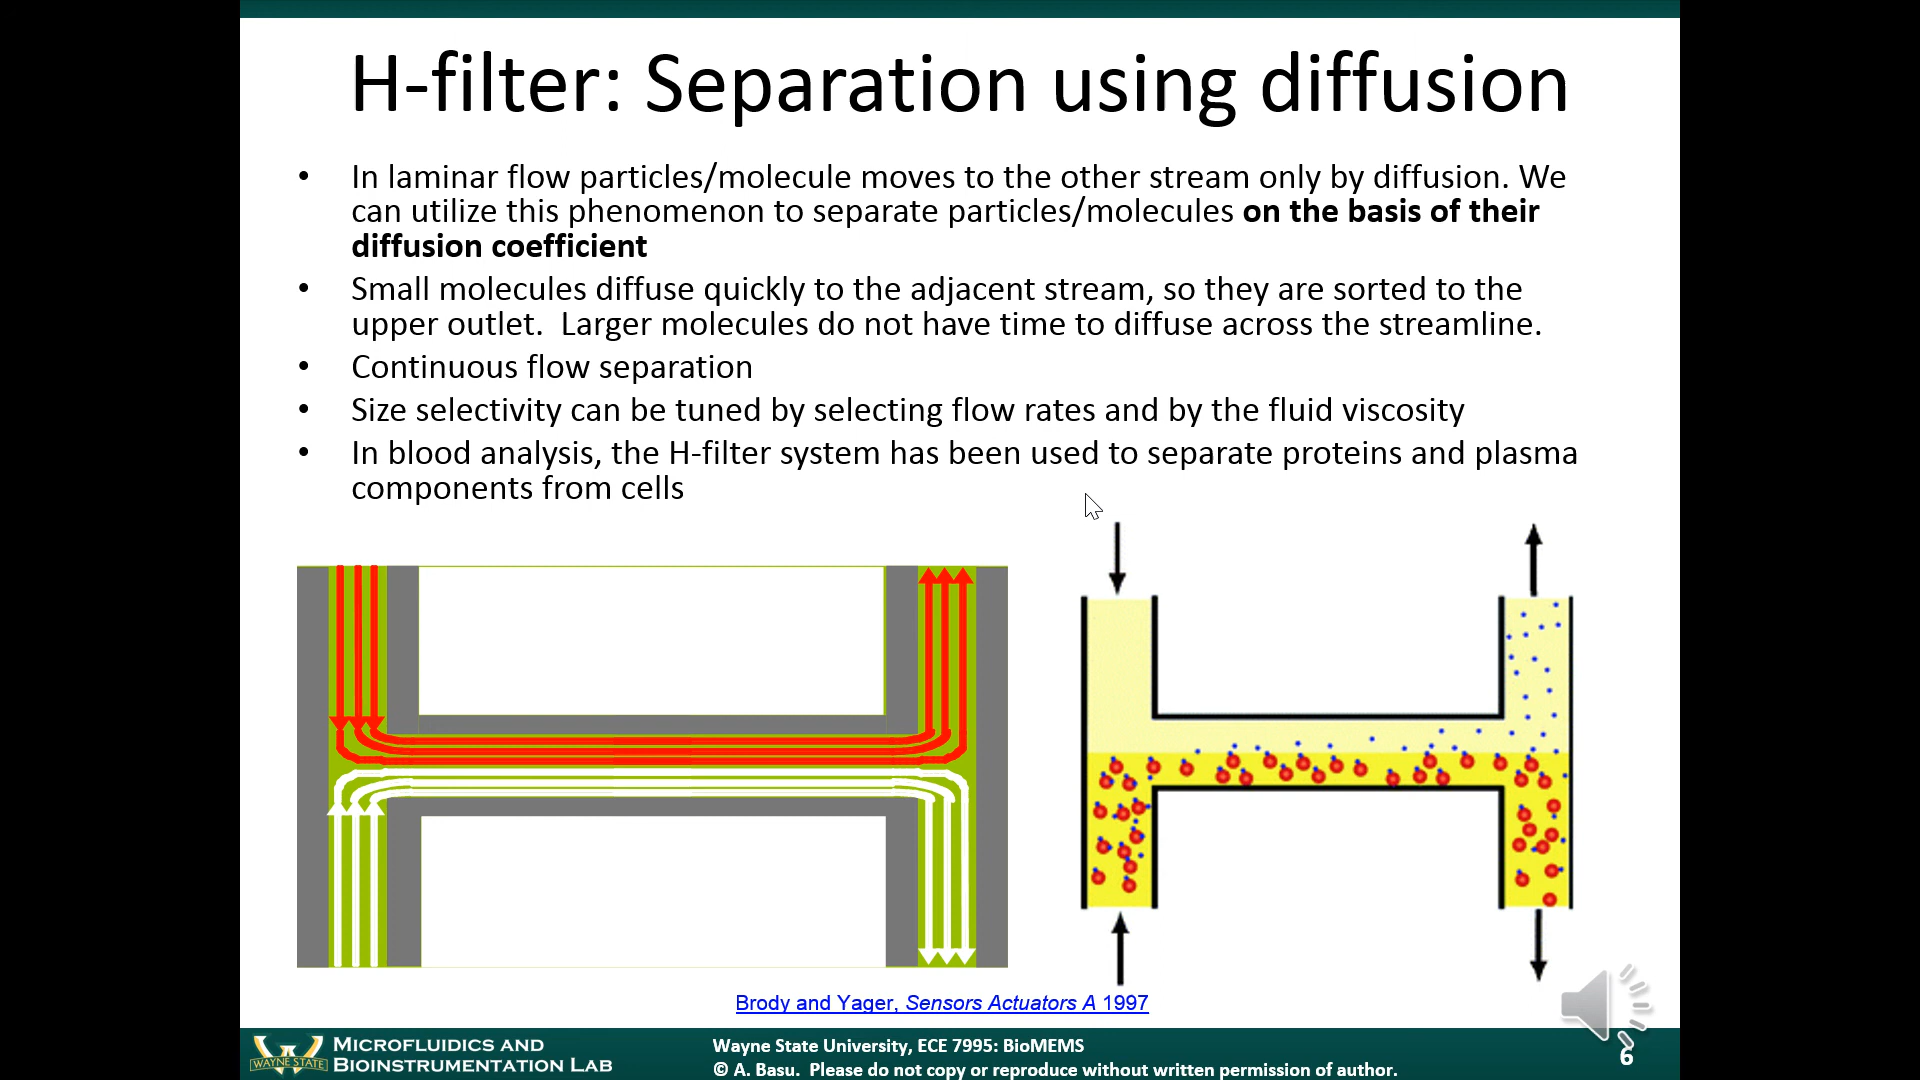 H-filter: Separation using diffusion
• In laminar flow particles/molecule moves to the other stream only by diffusion. We
can utilize this phenomenon to separate particles/molecules on the basis of their
diffusion coefficient
• Small molecules diffuse quickly to the adjacent stream, so they are sorted to the
upper outlet.  Larger molecules do not have time to diffuse across the streamline.
• Continuous flow separation
• Size selectivity can be tuned by selecting flow rates and by the fluid viscosity
• In blood analysis, the H-filter system has been used to separate proteins and plasma
components from cells
Brody and Yager, Sensors Actuators A 1997
WAYNE STATE
MICROFLUIDICS AND
BIOINSTRUMENTATION LAB
Wayne State University, ECE 7995: BioMEMS
© A. Basu.  Please do not copy or reproduce without written permission of author.
6